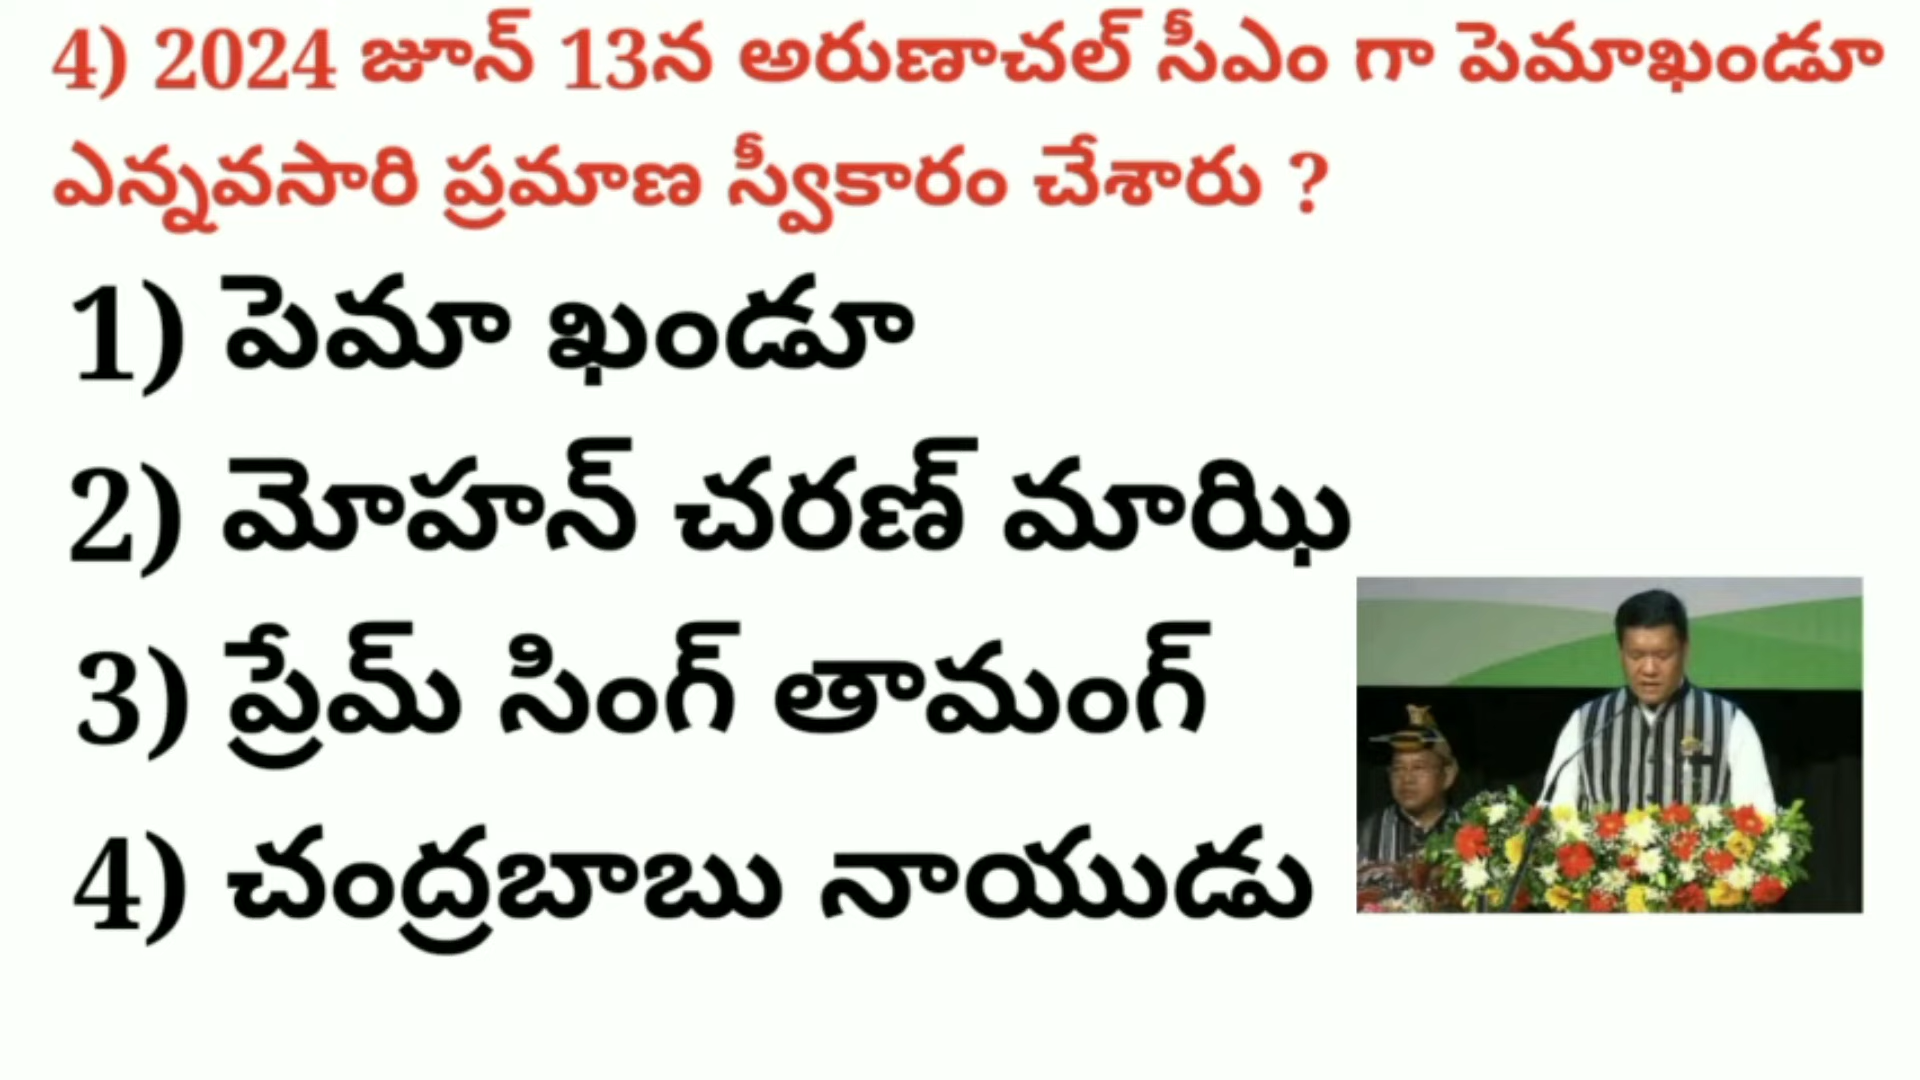 4) 2024 జూన్ 13న అరుణాచల్ సీఎం గా పెమాఖండూ
ఎన్నవసారి ప్రమాణ స్వీకారం చేశారు ?
1) పెమా ఖండూ
2) మోహన్ చరణ్ మాఝి
3) ప్రేమ్ సింగ్ తామంగ్
4) చంద్రబాబు నాయుడు